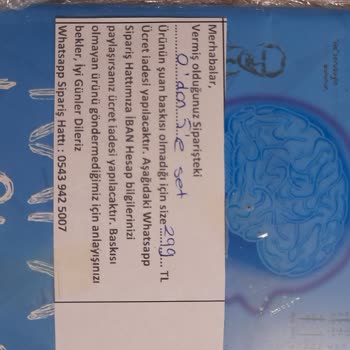 Merhabalar,
Vermiş olduğunuz Siparişteki
Ürünün şuan baskısı olmadığı için size ...299... TL
Ücret iadesi yapılacaktır. Aşağıdaki Whatsapp
Sipariş Hattımıza İBAN Hesap bilgilerinizi
paylaşırsanız ücret iadesi yapılacaktır. Baskısı
olmayan ürünü göndermediğimiz için anlayışınızı
bekler, İyi Günler Dileriz
Whatsapp Sipariş Hattı : 0543 942 5007